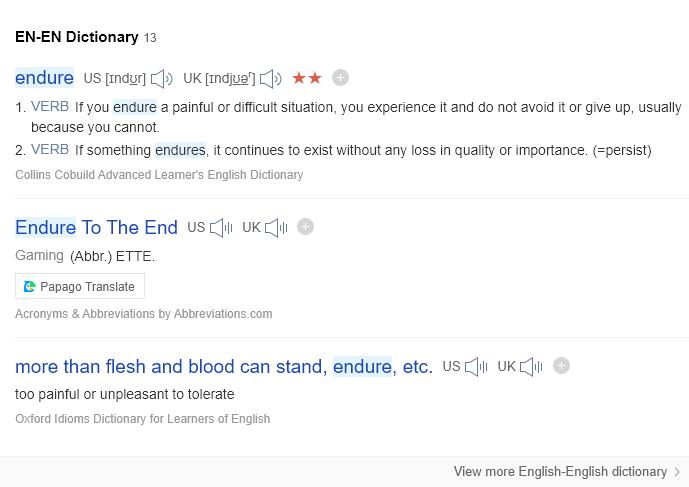 EN-EN Dictionary 13
endure US [ɪndʊr] UK [ɪndjʊəʳ] ★★
1. VERB If you endure a painful or difficult situation, you experience it and do not avoid it or give up, usually
because you cannot.
2. VERB If something endures, it continues to exist without any loss in quality or importance. (=persist)
Collins Cobuild Advanced Learner's English Dictionary
Endure To The End US UK
Gaming (Abbr.) ETTE.
Papago Translate
Acronyms & Abbreviations by Abbreviations.com
more than flesh and blood can stand, endure, etc. US UK
too painful or unpleasant to tolerate
Oxford Idioms Dictionary for Learners of English
View more English-English dictionary >